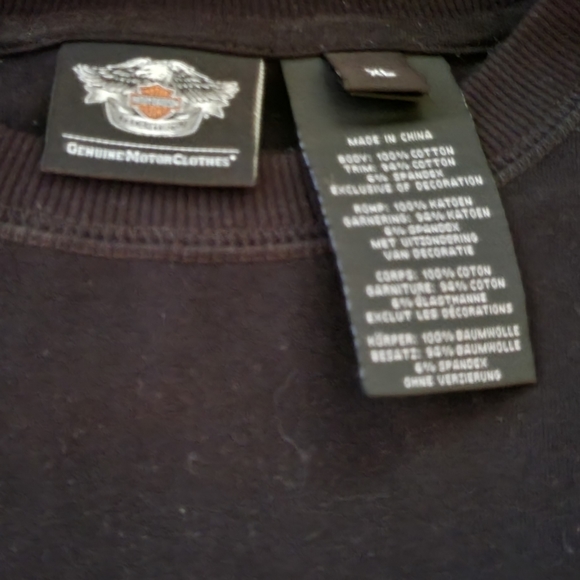 GENUINE MOTORCLOTHES®
XL
MADE IN CHINA
BODY: 100% COTTON
TRIM: 94% COTTON
6% SPANDEX
EXCLUSIVE OF DECORATION
ROMP: 100% KATOEN
GARNERING: 94% KATOEN
6% SPANDEX
MET UITZONDERING
VAN DECORATIE
CORPS: 100% COTON
GARNITURE: 94% COTON
6% ÉLASTHANNE
EXCLUT LES DÉCORATIONS
KÖRPER: 100% BAUMWOLLE
BESATZ: 94% BAUMWOLLE
6% SPANDEX
OHNE VERZIERUNG